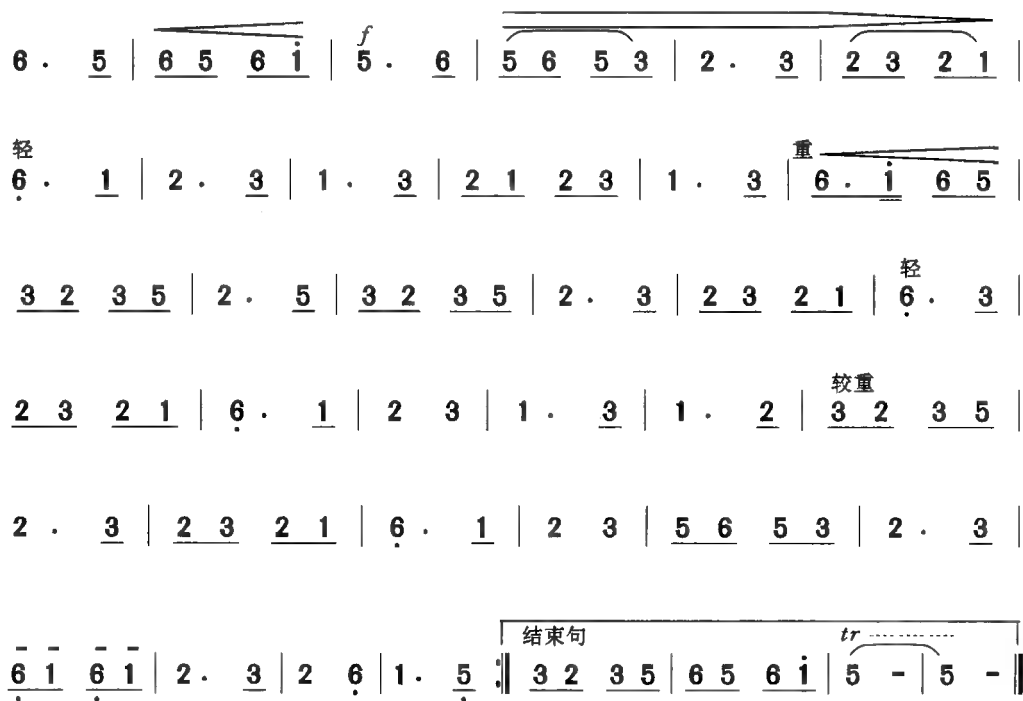 f
6 . 5 | 6 5 6 i | 5 . 6 | 5 6 5 3 | 2 . 3 | 2 3 2 1 |
轻 重
6 . 1 | 2 . 3 | 1 . 3 | 2 1 2 3 | 1 . 3 | 6 . i 6 5 |
轻
3 2 3 5 | 2 . 5 | 3 2 3 5 | 2 . 3 | 2 3 2 1 | 6 . 3 |
较重
2 3 2 1 | 6 . 1 | 2 3 | 1 . 3 | 1 . 2 | 3 2 3 5 |
2 . 3 | 2 3 2 1 | 6 . 1 | 2 3 | 5 6 5 3 | 2 . 3 |
结束句 tr
6 1 6 1 | 2 . 3 | 2 6 | 1 . 5 :‖ 3 2 3 5 | 6 5 6 i | 5 - | 5 - ‖